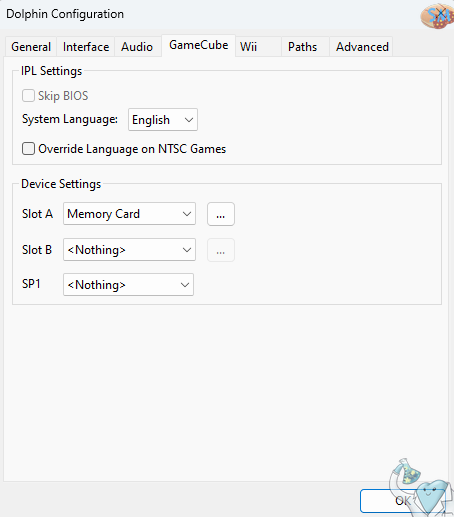 Dolphin Configuration
General Interface Audio GameCube Wii Paths Advanced
IPL Settings
Skip BIOS
System Language: English
Override Language on NTSC Games
Device Settings
Slot A Memory Card ...
Slot B <Nothing> ...
SP1 <Nothing>
OK